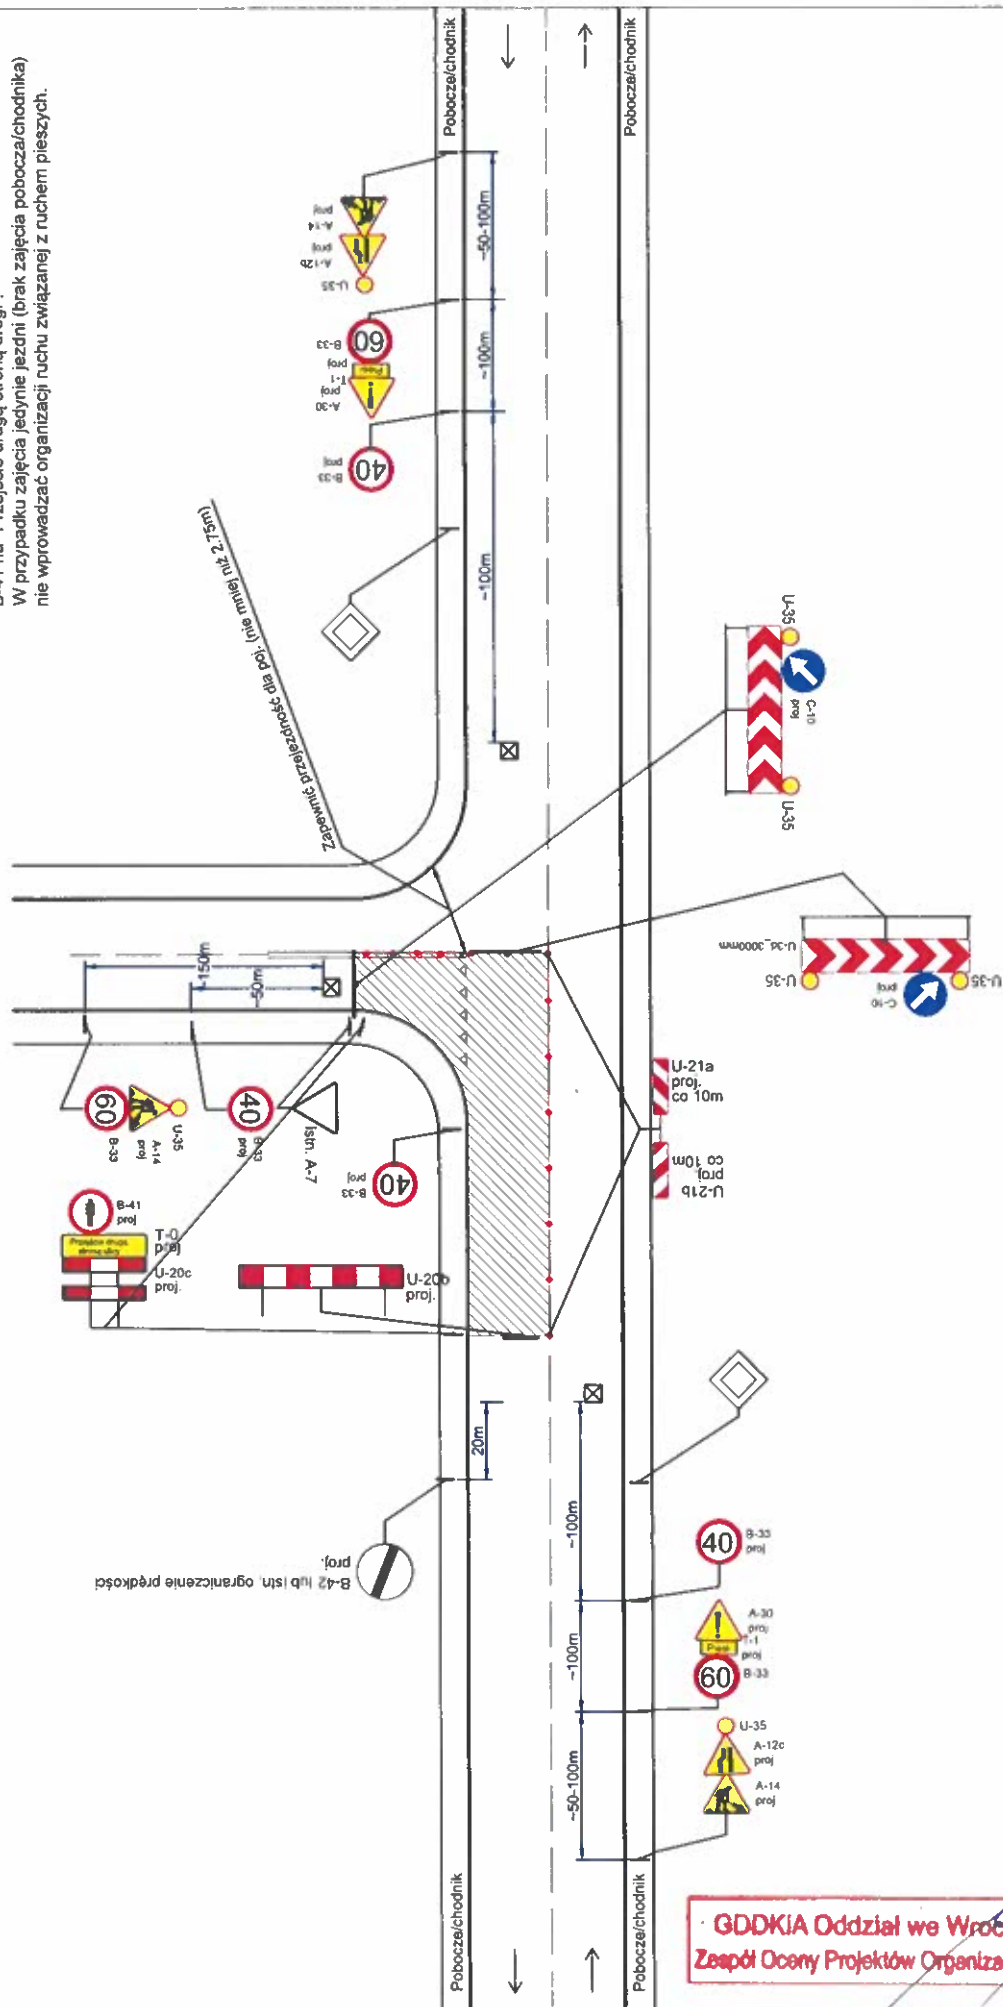 W przypadku zajęcia jedynie jezdni (brak zajęcia pobocza/chodnika)
nie wprowadzać organizacji ruchu związanej z ruchem pieszych.
Pobocze/chodnik
Pobocze/chodnik
A-14
proj
A-12b
proj
U-35
~50-100m
60
B-33
proj
T-1
A-30
proj
~100m
40
B-33
proj
~100m
Zapewnić przejezdność dla poj. (nie mniej niż 2.75m)
U-35
C-10
proj
U-35
U-3d_3000mm
U-35
C-10
proj
U-35
~150m
~50m
60
B-33
A-14
proj
U-35
40
B-33
proj
istn. A-7
40
B-33
proj
U-21a
proj.
co 10m
U-21b
proj.
co 10m
B-41
proj
T-0
proj
U-20c
proj.
U-20b
proj.
20m
B-42 lub istn. ograniczenie prędkości
proj.
~100m
40
B-33
proj
~100m
A-30
proj
T-1
proj
60
B-33
~50-100m
U-35
A-12c
proj
A-14
proj
Pobocze/chodnik
Pobocze/chodnik
GDDKiA Oddział we Wroc
Zespół Oceny Projektów Organiza